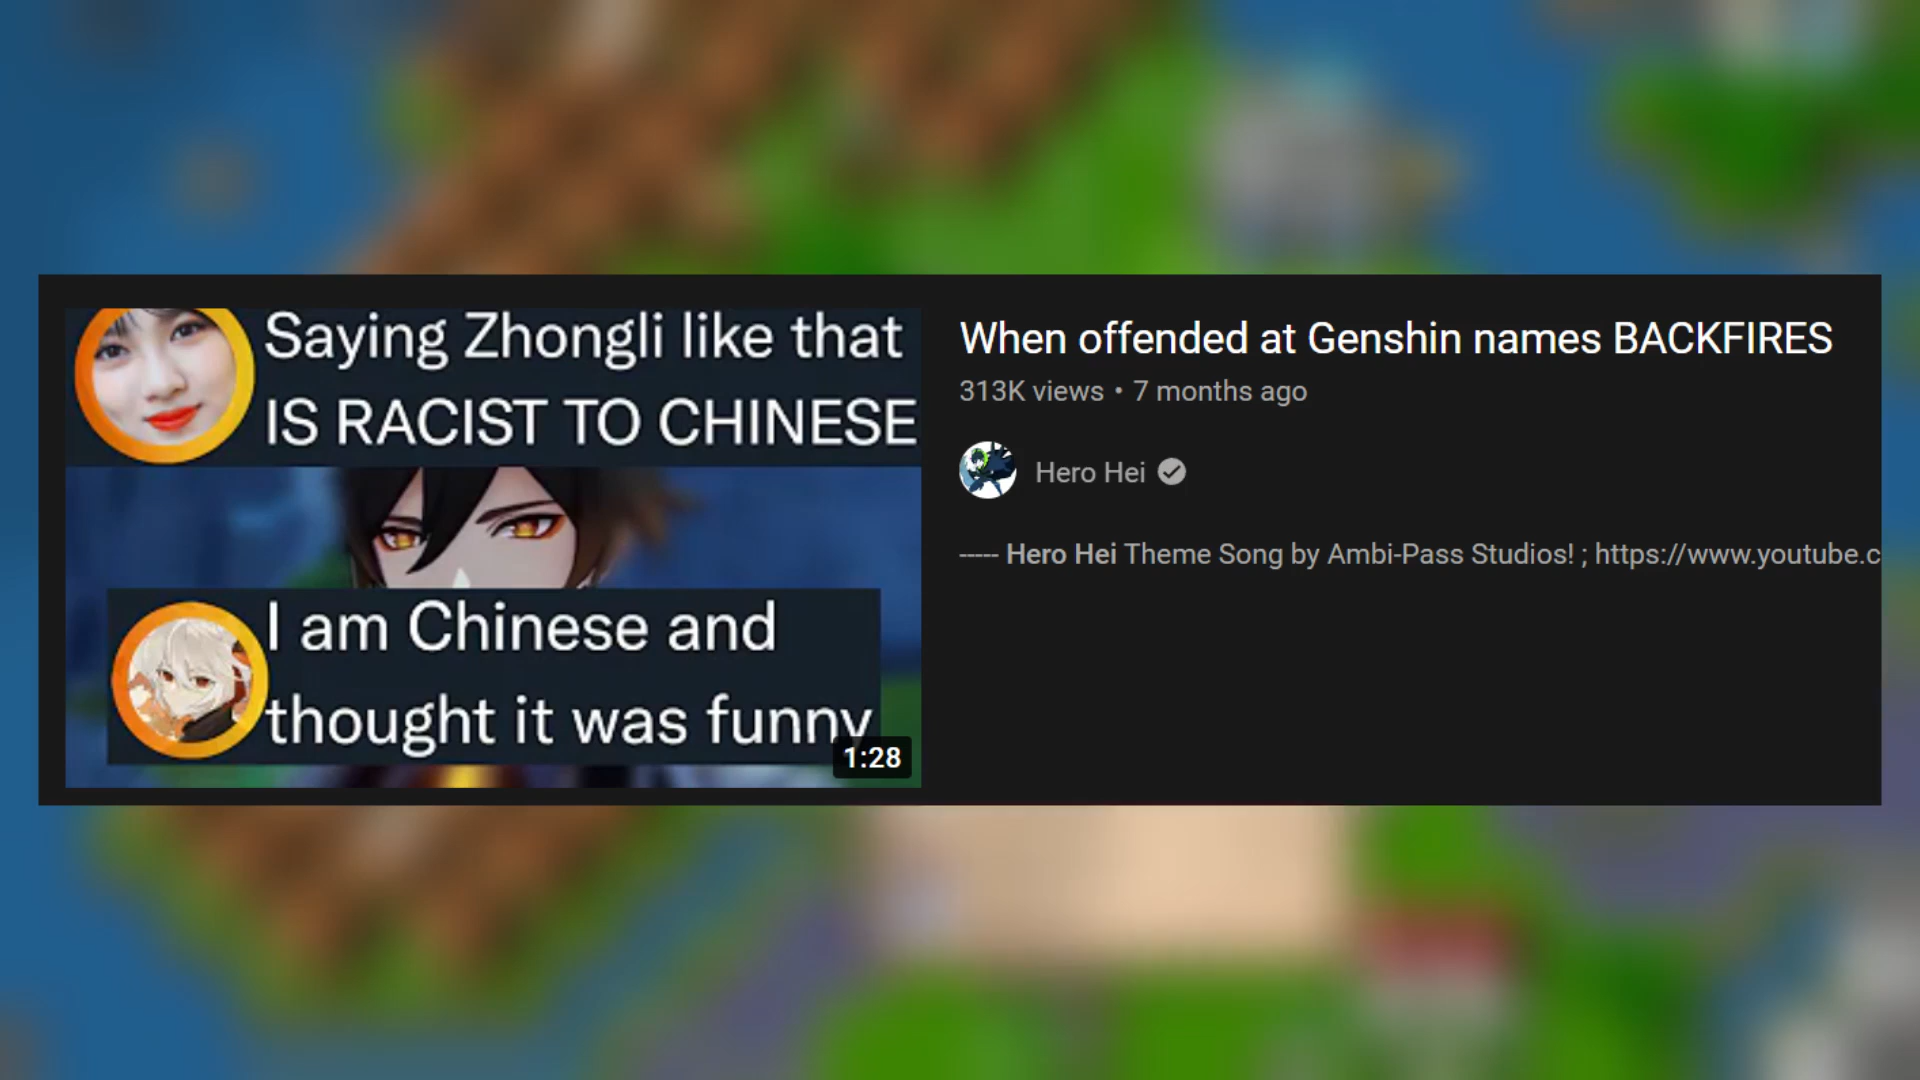 Saying Zhongli like that
IS RACIST TO CHINESE
I am Chinese and
thought it was funny
1:28
When offended at Genshin names BACKFIRES
313K views • 7 months ago
Hero Hei
----- Hero Hei Theme Song by Ambi-Pass Studios! ; https://www.youtube.c